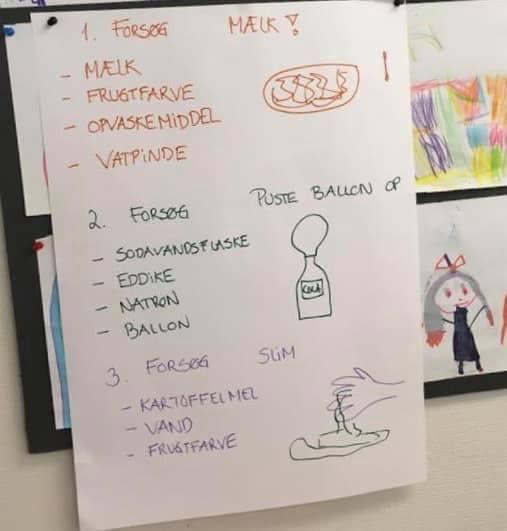 1. FORSØG MÆLK!
- MÆLK
- FRUGTFARVE
- OPVASKEMIDDEL
- VATPINDE
2. FORSØG PUSTE BALLON OP
- SODAVANDSFLASKE
- EDDIKE
- NATRON
- BALLON
COLA
3. FORSØG SLIM
- KARTOFFELMEL
- VAND
- FRUGTFARVE